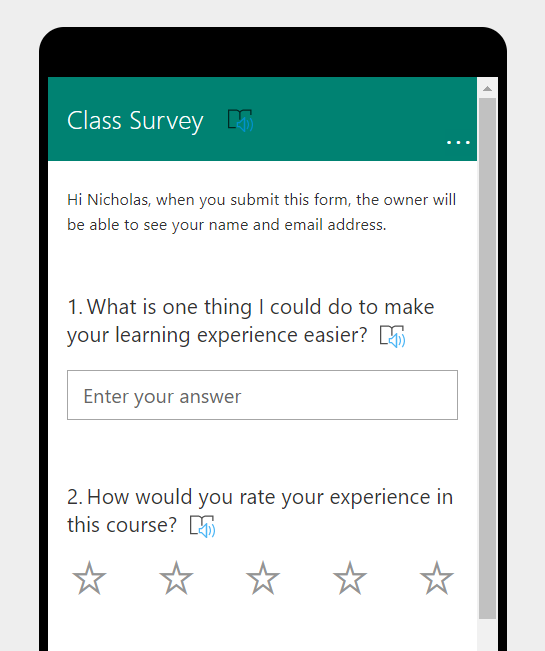 Class Survey
...
Hi Nicholas, when you submit this form, the owner will
be able to see your name and email address.
1. What is one thing I could do to make
your learning experience easier?
Enter your answer
2. How would you rate your experience in
this course?